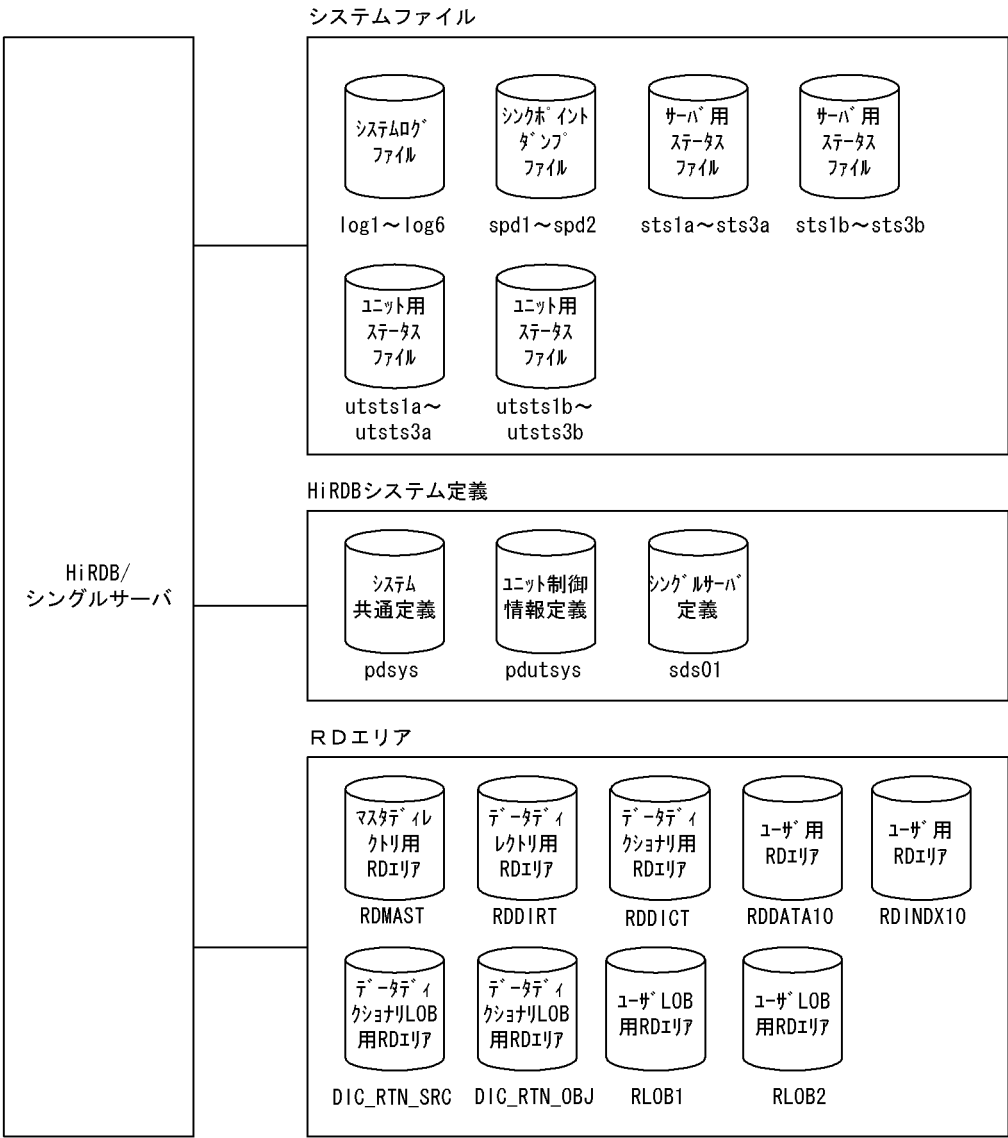 システムファイル
ｼｽﾃﾑﾛｸﾞ
ﾌｧｲﾙ
log1～log6
ｼﾝｸﾎﾟｲﾝﾄ
ﾀﾞﾝﾌﾟ
ﾌｧｲﾙ
spd1～spd2
ｻｰﾊﾞ用
ｽﾃｰﾀｽ
ﾌｧｲﾙ
sts1a～sts3a
ｻｰﾊﾞ用
ｽﾃｰﾀｽ
ﾌｧｲﾙ
sts1b～sts3b
ﾕﾆｯﾄ用
ｽﾃｰﾀｽ
ﾌｧｲﾙ
utsts1a～
utsts3a
ﾕﾆｯﾄ用
ｽﾃｰﾀｽ
ﾌｧｲﾙ
utsts1b～
utsts3b
HiRDB/
シングルサーバ
HiRDBシステム定義
ｼｽﾃﾑ
共通定義
pdsys
ﾕﾆｯﾄ制御
情報定義
pdutsys
ｼﾝｸﾞﾙｻｰﾊﾞ
定義
sds01
ＲＤエリア
ﾏｽﾀﾃﾞｨﾚ
ｸﾄﾘ用
RDｴﾘｱ
RDMAST
ﾃﾞｰﾀﾃﾞｨ
ﾚｸﾄﾘ用
RDｴﾘｱ
RDDIRT
ﾃﾞｰﾀﾃﾞｨ
ｸｼｮﾅﾘ用
RDｴﾘｱ
RDDICT
ﾕｰｻﾞ用
RDｴﾘｱ
RDDATA10
ﾕｰｻﾞ用
RDｴﾘｱ
RDINDX10
ﾃﾞｰﾀﾃﾞｨ
ｸｼｮﾅﾘLOB
用RDｴﾘｱ
DIC_RTN_SRC
ﾃﾞｰﾀﾃﾞｨ
ｸｼｮﾅﾘLOB
用RDｴﾘｱ
DIC_RTN_OBJ
ﾕｰｻﾞLOB
用RDｴﾘｱ
RLOB1
ﾕｰｻﾞLOB
用RDｴﾘｱ
RLOB2